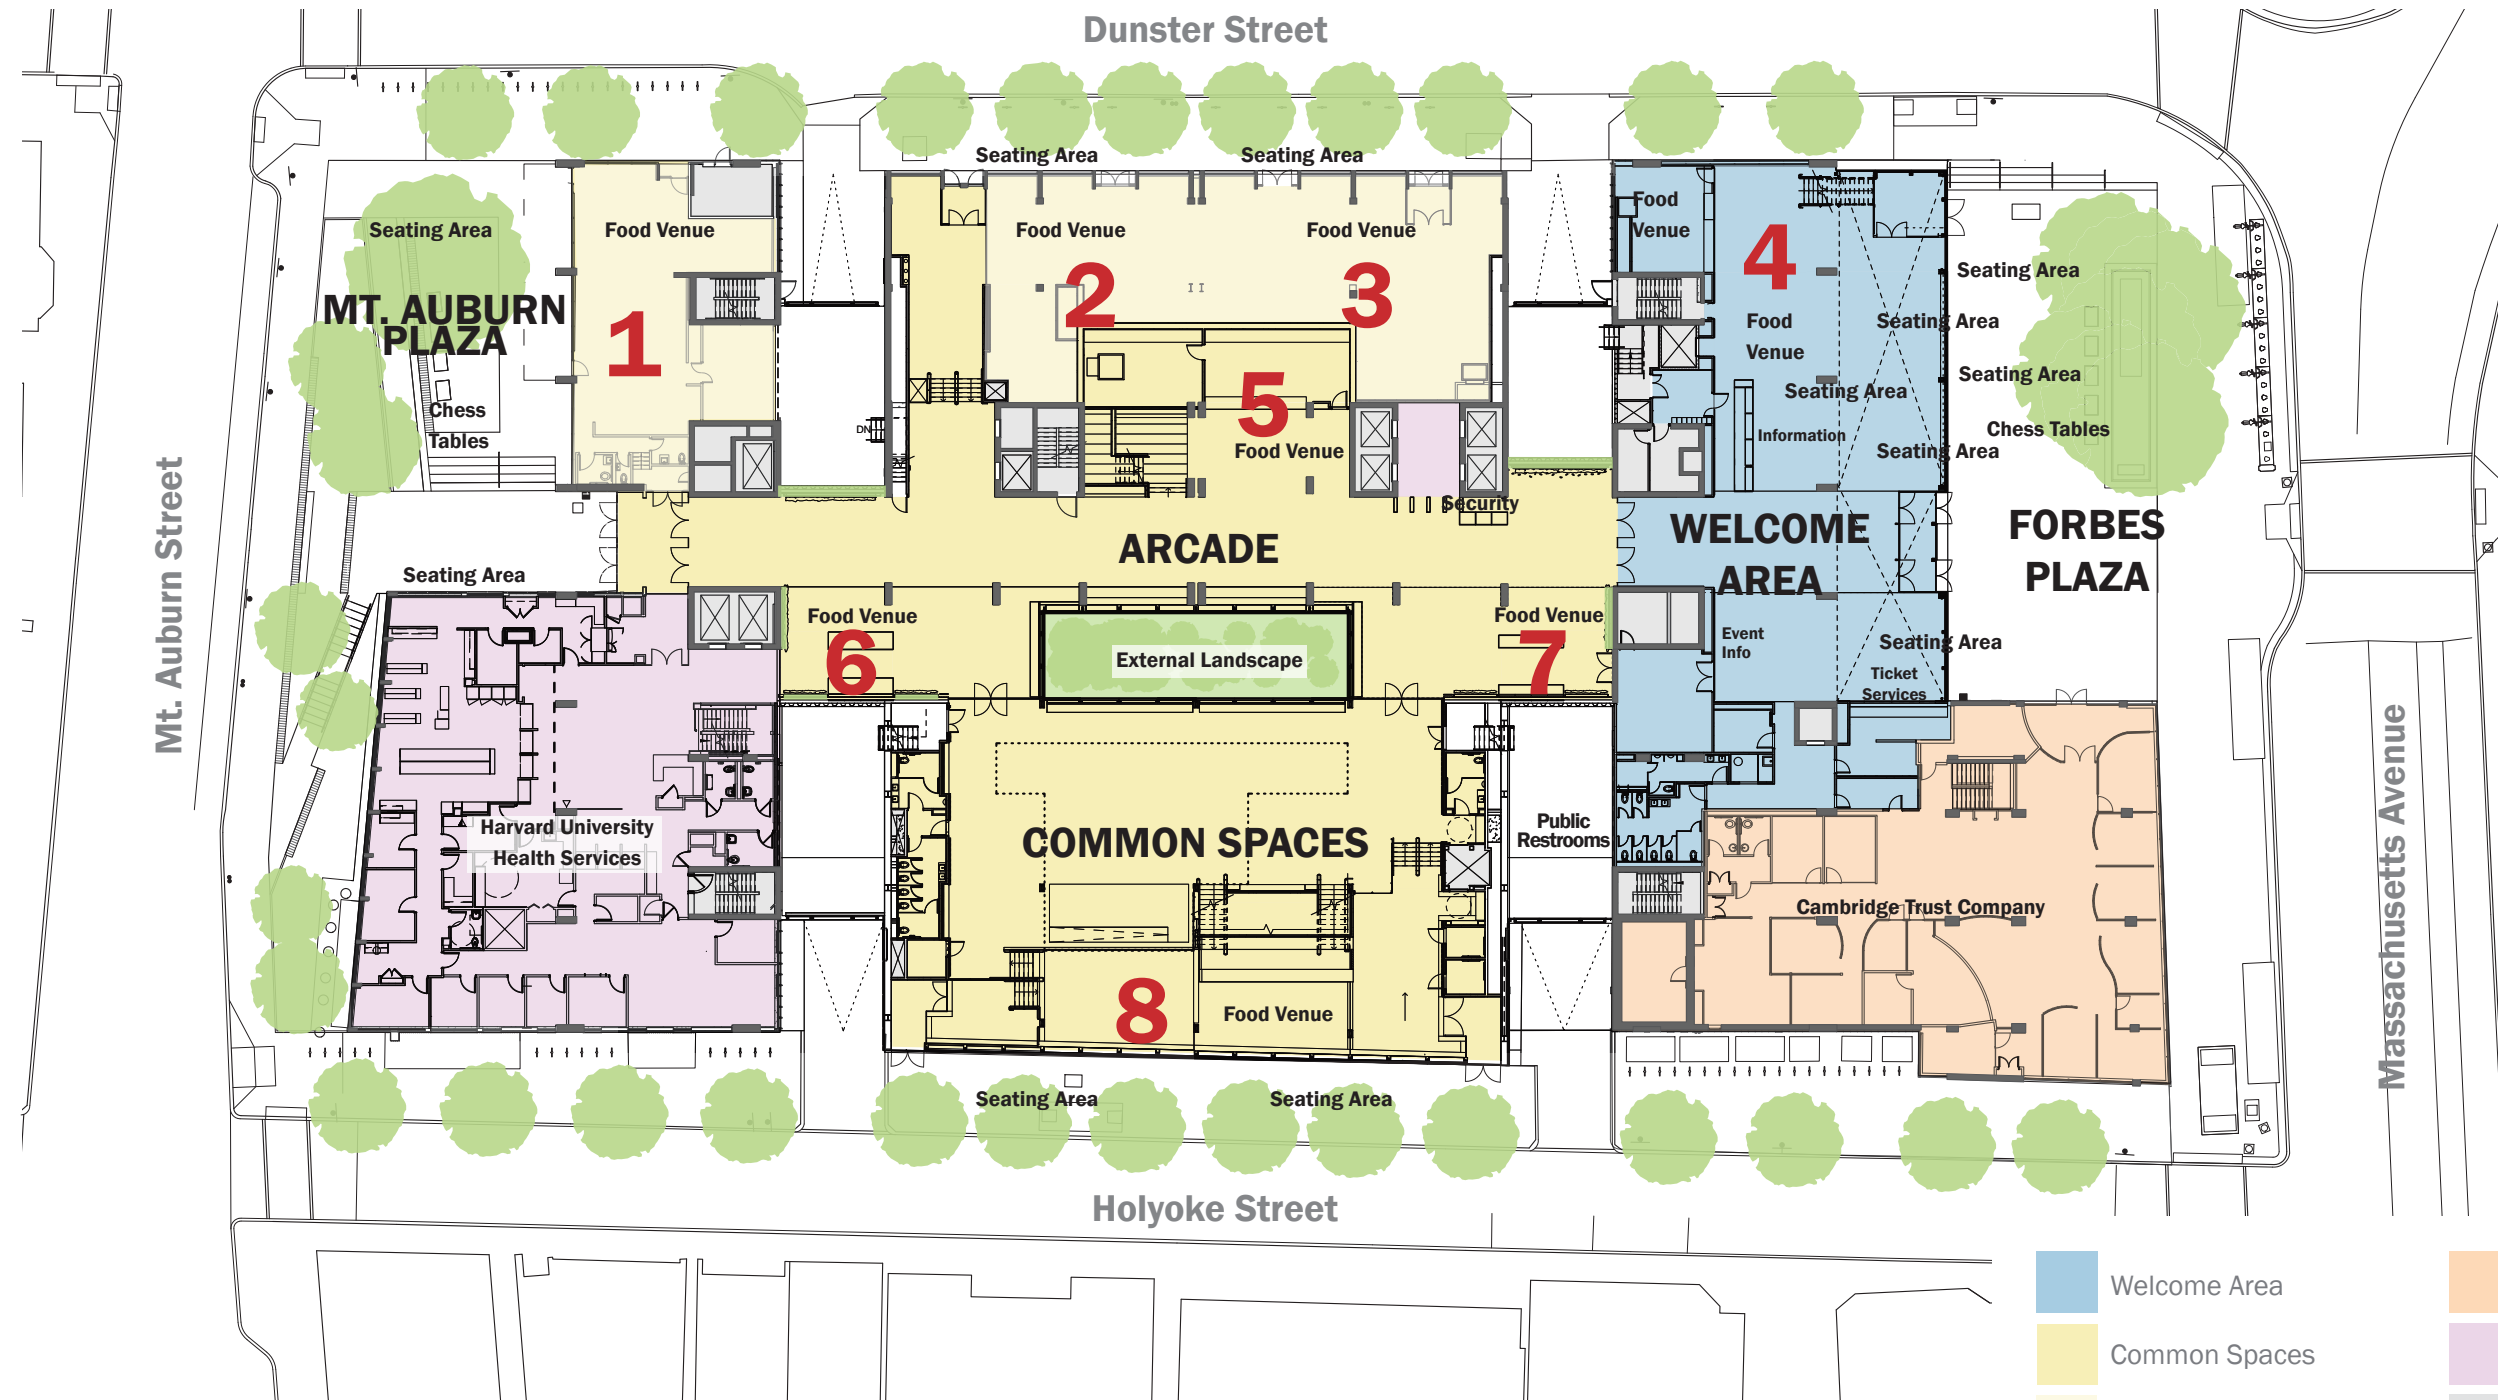 Dunster Street
Seating Area
Seating Area
Seating Area
Food Venue
Food Venue
Food Venue
Food
Venue
4
Seating Area
2
3
MT. AUBURN
PLAZA
1
Food
Venue
Seating Area
Seating Area
Seating Area
5
Chess
Tables
DN
Food Venue
Information
Chess Tables
Seating Area
Security
ARCADE
WELCOME
AREA
FORBES
PLAZA
Seating Area
Mt. Auburn Street
Food Venue
6
External Landscape
Food Venue
7
Event
Info
Seating Area
Ticket
Services
Harvard University
Health Services
COMMON SPACES
Public
Restrooms
Cambridge Trust Company
Massachusetts Avenue
8
Food Venue
Seating Area
Seating Area
Holyoke Street
Welcome Area
Common Spaces